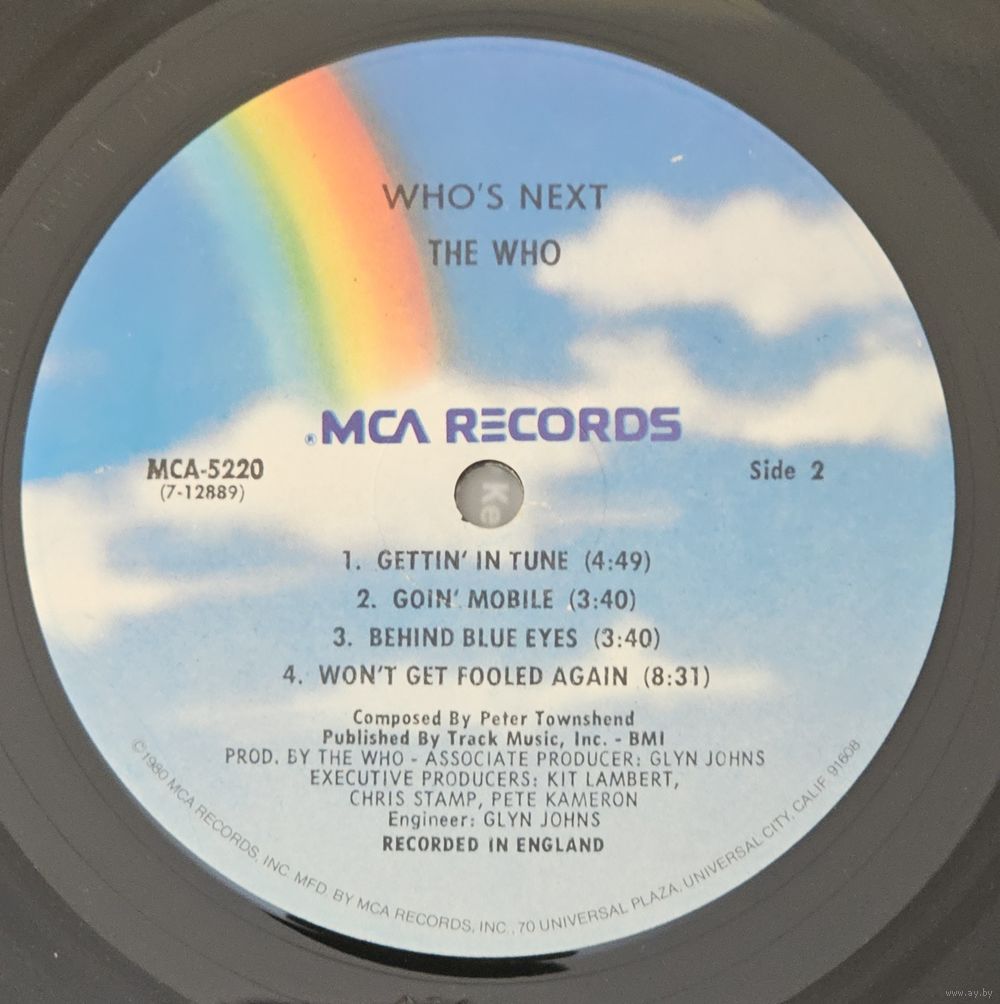 WHO'S NEXT
THE WHO
® MCA RECORDS
MCA-5220
(7-12889)
Side 2
Ke
1. GETTIN' IN TUNE (4:49)
2. GOIN' MOBILE (3:40)
3. BEHIND BLUE EYES (3:40)
4. WON'T GET FOOLED AGAIN (8:31)
Composed By Peter Townshend
Published By Track Music, Inc. - BMI
PROD. BY THE WHO - ASSOCIATE PRODUCER: GLYN JOHNS
EXECUTIVE PRODUCERS: KIT LAMBERT,
CHRIS STAMP, PETE KAMERON
Engineer: GLYN JOHNS
RECORDED IN ENGLAND
©1980 MCA RECORDS, INC. MFD. BY MCA RECORDS, INC., 70 UNIVERSAL PLAZA, UNIVERSAL CITY, CALIF. 91608
www.ay.by